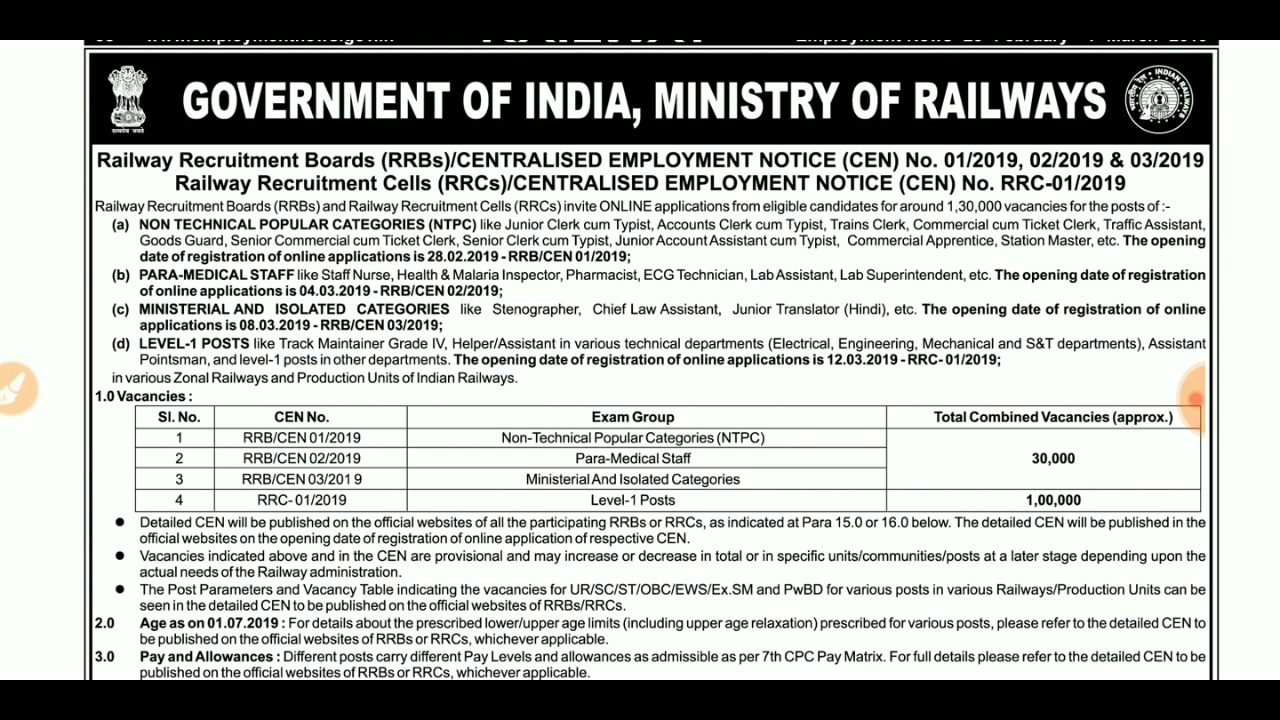 GOVERNMENT OF INDIA, MINISTRY OF RAILWAYS
सत्यमेव जयते
INDIAN RAILWAYS
Railway Recruitment Boards (RRBs)/CENTRALISED EMPLOYMENT NOTICE (CEN) No. 01/2019, 02/2019 & 03/2019
Railway Recruitment Cells (RRCs)/CENTRALISED EMPLOYMENT NOTICE (CEN) No. RRC-01/2019
Railway Recruitment Boards (RRBs) and Railway Recruitment Cells (RRCs) invite ONLINE applications from eligible candidates for around 1,30,000 vacancies for the posts of :-
(a) NON TECHNICAL POPULAR CATEGORIES (NTPC) like Junior Clerk cum Typist, Accounts Clerk cum Typist, Trains Clerk, Commercial cum Ticket Clerk, Traffic Assistant,
Goods Guard, Senior Commercial cum Ticket Clerk, Senior Clerk cum Typist, Junior Account Assistant cum Typist, Commercial Apprentice, Station Master, etc. The opening
date of registration of online applications is 28.02.2019 - RRB/CEN 01/2019;
(b) PARA-MEDICAL STAFF like Staff Nurse, Health & Malaria Inspector, Pharmacist, ECG Technician, Lab Assistant, Lab Superintendent, etc. The opening date of registration
of online applications is 04.03.2019 - RRB/CEN 02/2019;
(c) MINISTERIAL AND ISOLATED CATEGORIES like Stenographer, Chief Law Assistant, Junior Translator (Hindi), etc. The opening date of registration of online
applications is 08.03.2019 - RRB/CEN 03/2019;
(d) LEVEL-1 POSTS like Track Maintainer Grade IV, Helper/Assistant in various technical departments (Electrical, Engineering, Mechanical and S&T departments), Assistant
Pointsman, and level-1 posts in other departments. The opening date of registration of online applications is 12.03.2019 - RRC- 01/2019;
in various Zonal Railways and Production Units of Indian Railways.
1.0 Vacancies :
Sl. No. CEN No. Exam Group Total Combined Vacancies (approx.)
1 RRB/CEN 01/2019 Non-Technical Popular Categories (NTPC)
2 RRB/CEN 02/2019 Para-Medical Staff 30,000
3 RRB/CEN 03/201 9 Ministerial And Isolated Categories
4 RRC- 01/2019 Level-1 Posts 1,00,000
● Detailed CEN will be published on the official websites of all the participating RRBs or RRCs, as indicated at Para 15.0 or 16.0 below. The detailed CEN will be published in the
official websites on the opening date of registration of online application of respective CEN.
● Vacancies indicated above and in the CEN are provisional and may increase or decrease in total or in specific units/communities/posts at a later stage depending upon the
actual needs of the Railway administration.
● The Post Parameters and Vacancy Table indicating the vacancies for UR/SC/ST/OBC/EWS/Ex.SM and PwBD for various posts in various Railways/Production Units can be
seen in the detailed CEN to be published on the official websites of RRBs/RRCs.
2.0 Age as on 01.07.2019 : For details about the prescribed lower/upper age limits (including upper age relaxation) prescribed for various posts, please refer to the detailed CEN to
be published on the official websites of RRBs or RRCs, whichever applicable.
3.0 Pay and Allowances : Different posts carry different Pay Levels and allowances as admissible as per 7th CPC Pay Matrix. For full details please refer to the detailed CEN to be
published on the official websites of RRBs or RRCs, whichever applicable.